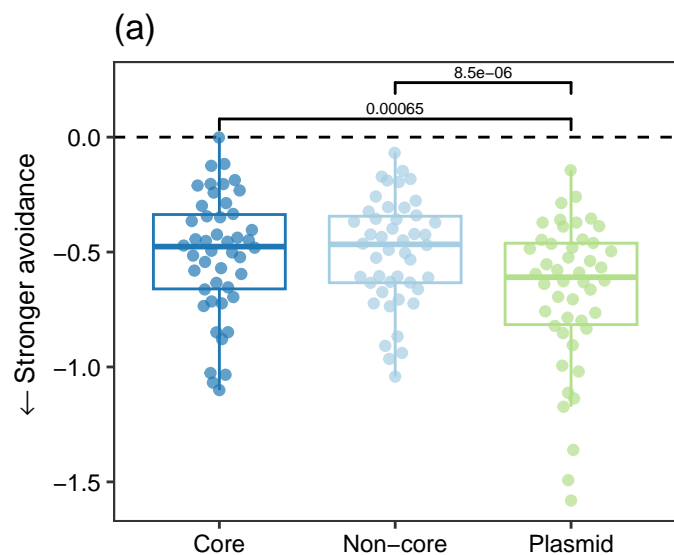 (a)
8.5e−06
0.00065
0.0
−0.5
−1.0
−1.5
← Stronger avoidance
Core
Non−core
Plasmid